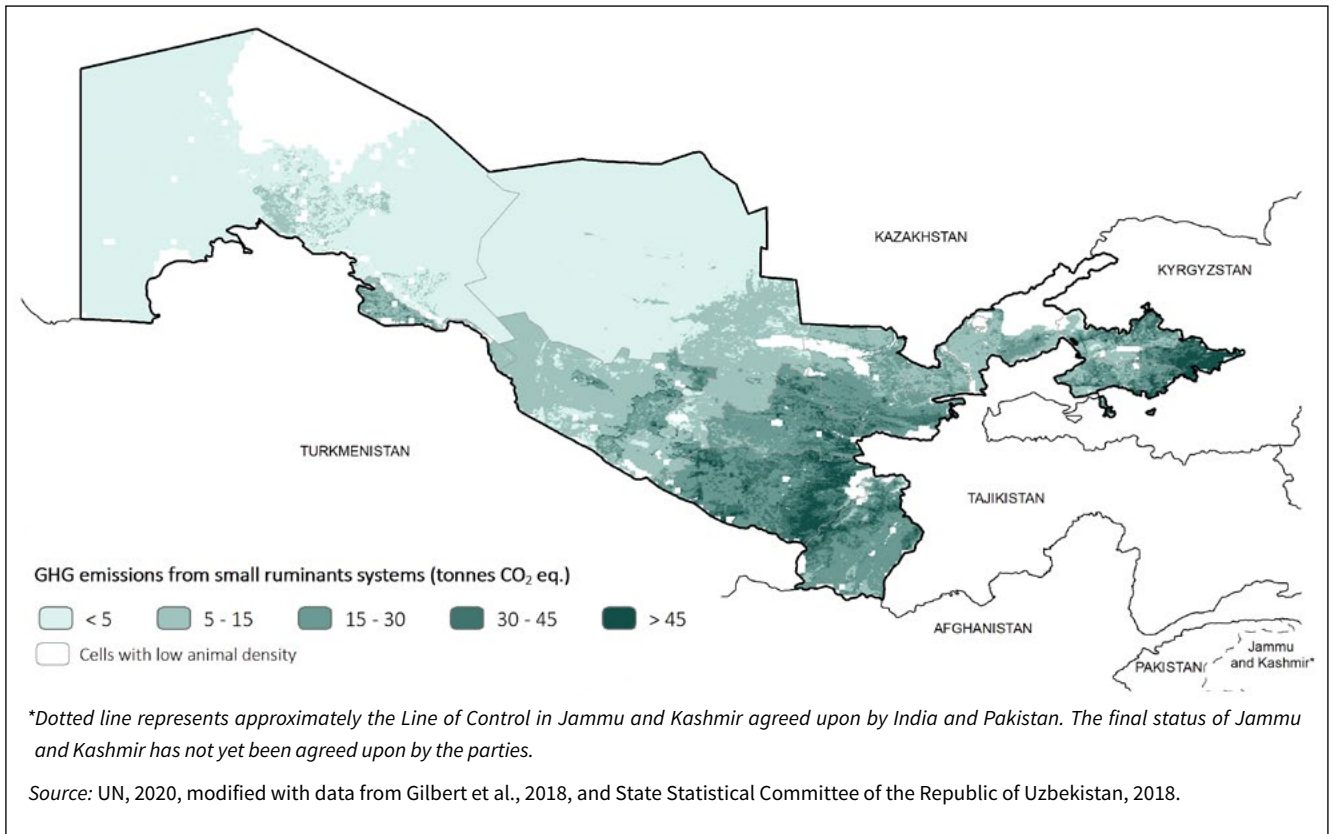 KAZAKHSTAN
KYRGYZSTAN
TURKMENISTAN
TAJIKISTAN
AFGHANISTAN
PAKISTAN
Jammu
and Kashmir*
GHG emissions from small ruminants systems (tonnes CO₂ eq.)
< 5
5 - 15
15 - 30
30 - 45
> 45
Cells with low animal density
*Dotted line represents approximately the Line of Control in Jammu and Kashmir agreed upon by India and Pakistan. The final status of Jammu
and Kashmir has not yet been agreed upon by the parties.
Source: UN, 2020, modified with data from Gilbert et al., 2018, and State Statistical Committee of the Republic of Uzbekistan, 2018.